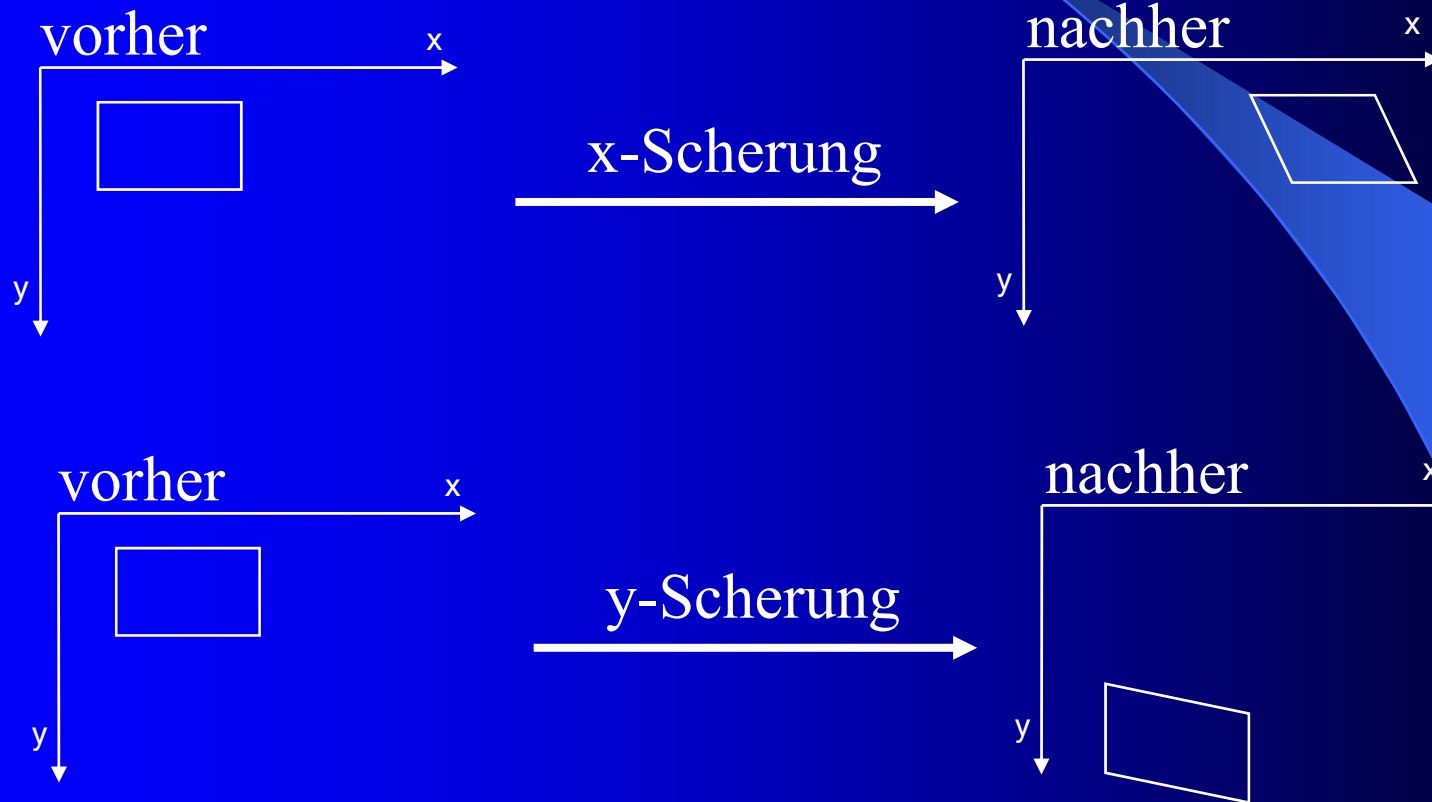 vorher
x
nachher
x
x-Scherung
y
y
vorher
x
nachher
x
y-Scherung
y
y